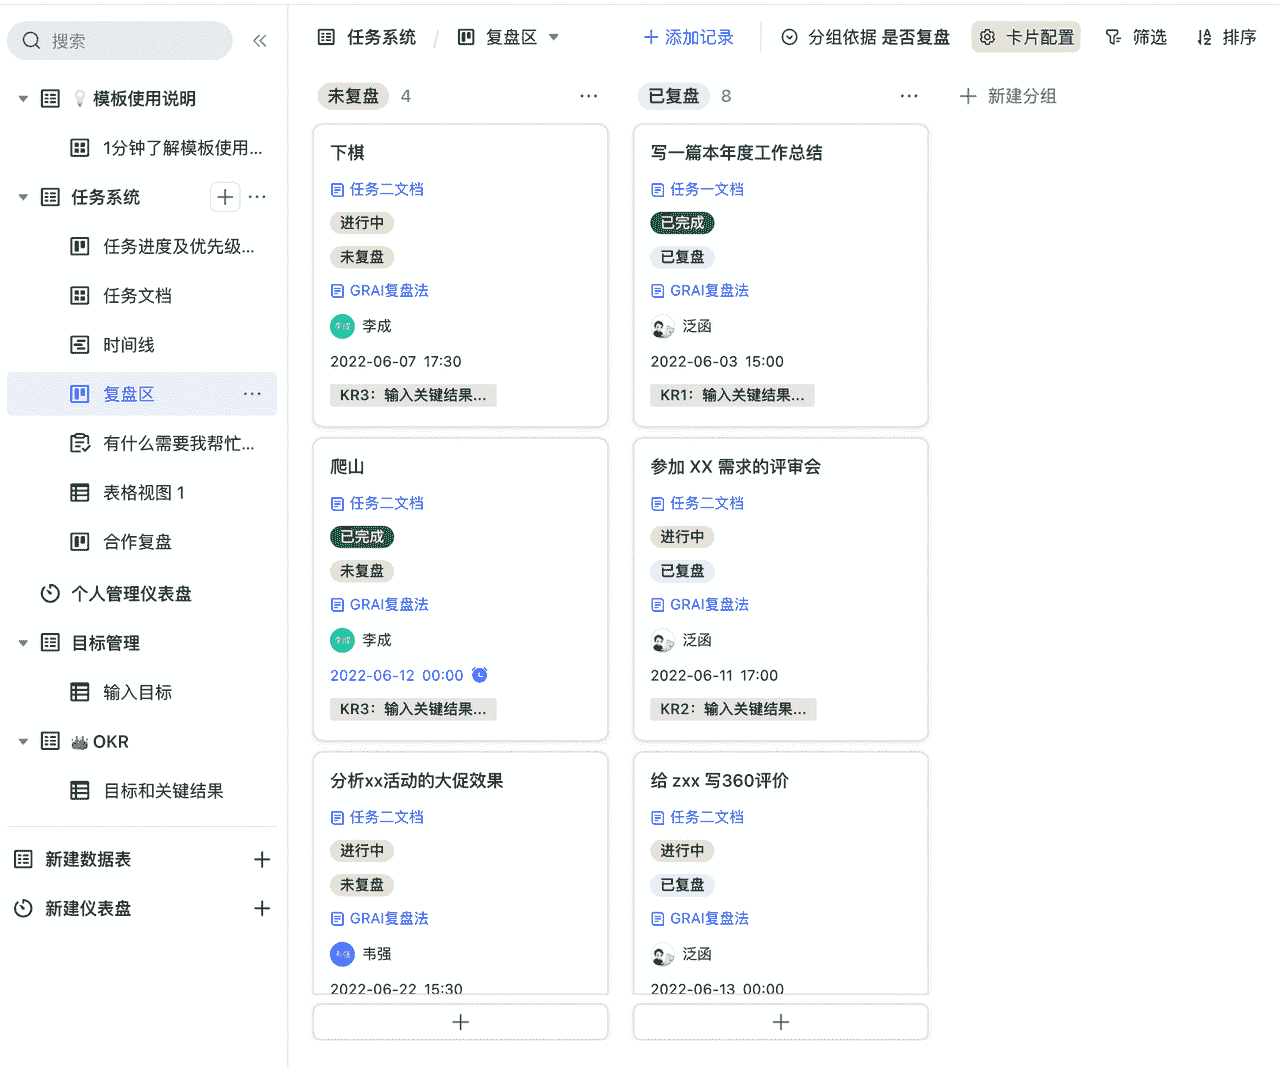 搜索
模板使用说明
1分钟了解模板使用...
任务系统
任务进度及优先级...
任务文档
时间线
复盘区
有什么需要我帮忙...
表格视图 1
合作复盘
个人管理仪表盘
目标管理
输入目标
OKR
目标和关键结果
新建数据表
新建仪表盘
任务系统 / 复盘区
添加记录
分组依据 是否复盘
卡片配置
筛选
排序
未复盘 4
下棋
任务二文档
进行中
未复盘
GRAI复盘法
李成 李成
2022-06-07 17:30
KR3：输入关键结果...
爬山
任务二文档
已完成
未复盘
GRAI复盘法
李成 李成
2022-06-12 00:00
KR3：输入关键结果...
分析xx活动的大促效果
任务二文档
进行中
未复盘
GRAI复盘法
韦强 韦强
2022-06-22 15:30
已复盘 8
写一篇本年度工作总结
任务一文档
已完成
已复盘
GRAI复盘法
泛函
2022-06-03 15:00
KR1：输入关键结果...
参加 XX 需求的评审会
任务二文档
进行中
已复盘
GRAI复盘法
泛函
2022-06-11 17:00
KR2：输入关键结果...
给 zxx 写360评价
任务二文档
进行中
已复盘
GRAI复盘法
泛函
2022-06-13 00:00
新建分组